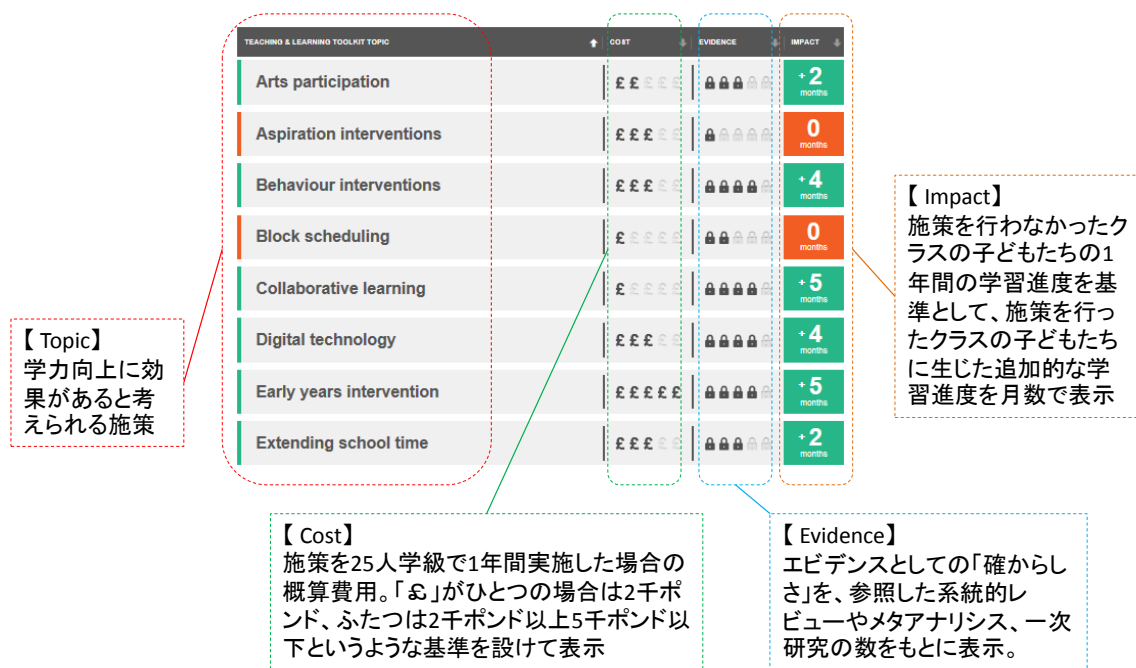 TEACHING & LEARNING TOOLKIT TOPIC COST EVIDENCE IMPACT
Arts participation £££££ +2 months
Aspiration interventions £££££ 0 months
Behaviour interventions £££££ +4 months
Block scheduling £££££ 0 months
Collaborative learning £££££ +5 months
Digital technology £££££ +4 months
Early years intervention £££££ +5 months
Extending school time £££££ +2 months
【 Topic】
学力向上に効
果があると考
えられる施策
【 Impact】
施策を行わなかったク
ラスの子どもたちの1
年間の学習進度を基
準として、施策を行っ
たクラスの子どもたち
に生じた追加的な学
習進度を月数で表示
【 Cost】
施策を25人学級で1年間実施した場合の
概算費用。「£」がひとつの場合は2千ポ
ンド、ふたつは2千ポンド以上5千ポンド以
下というような基準を設けて表示
【 Evidence】
エビデンスとしての「確からし
さ」を、参照した系統的レ
ビューやメタアナリシス、一次
研究の数をもとに表示。